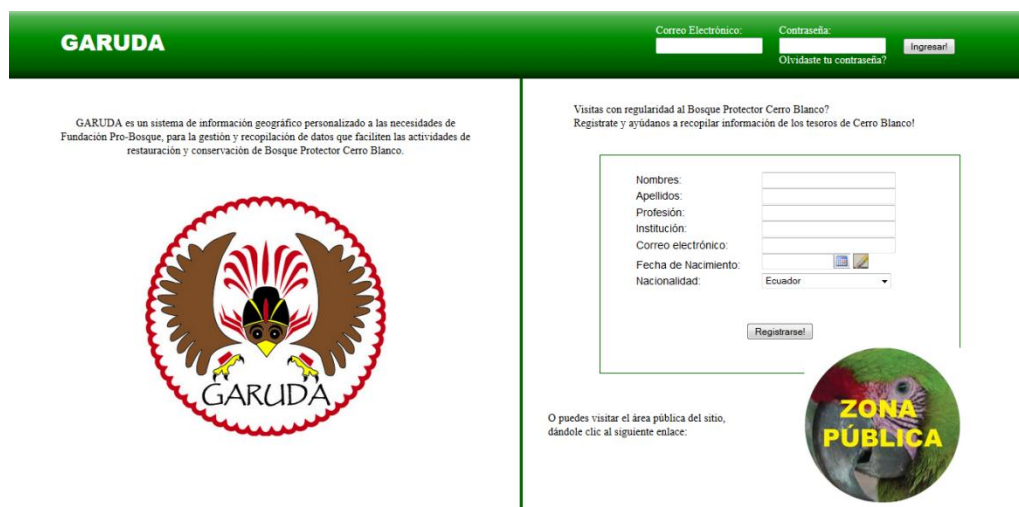 GARUDA
Correo Electrónico:
Contraseña:
Ingresar!
Olvidaste tu contraseña?
GARUDA es un sistema de información geográfico personalizado a las necesidades de
Fundación Pro-Bosque, para la gestión y recopilación de datos que faciliten las actividades de
restauración y conservación de Bosque Protector Cerro Blanco.
GARUDA
Visitas con regularidad al Bosque Protector Cerro Blanco?
Registrate y ayúdanos a recopilar información de los tesoros de Cerro Blanco!
Nombres:
Apellidos:
Profesión:
Institución:
Correo electrónico:
Fecha de Nacimiento:
Nacionalidad: Ecuador
Registrarse!
O puedes visitar el área pública del sitio,
dándole clic al siguiente enlace:
ZONA
PÚBLICA